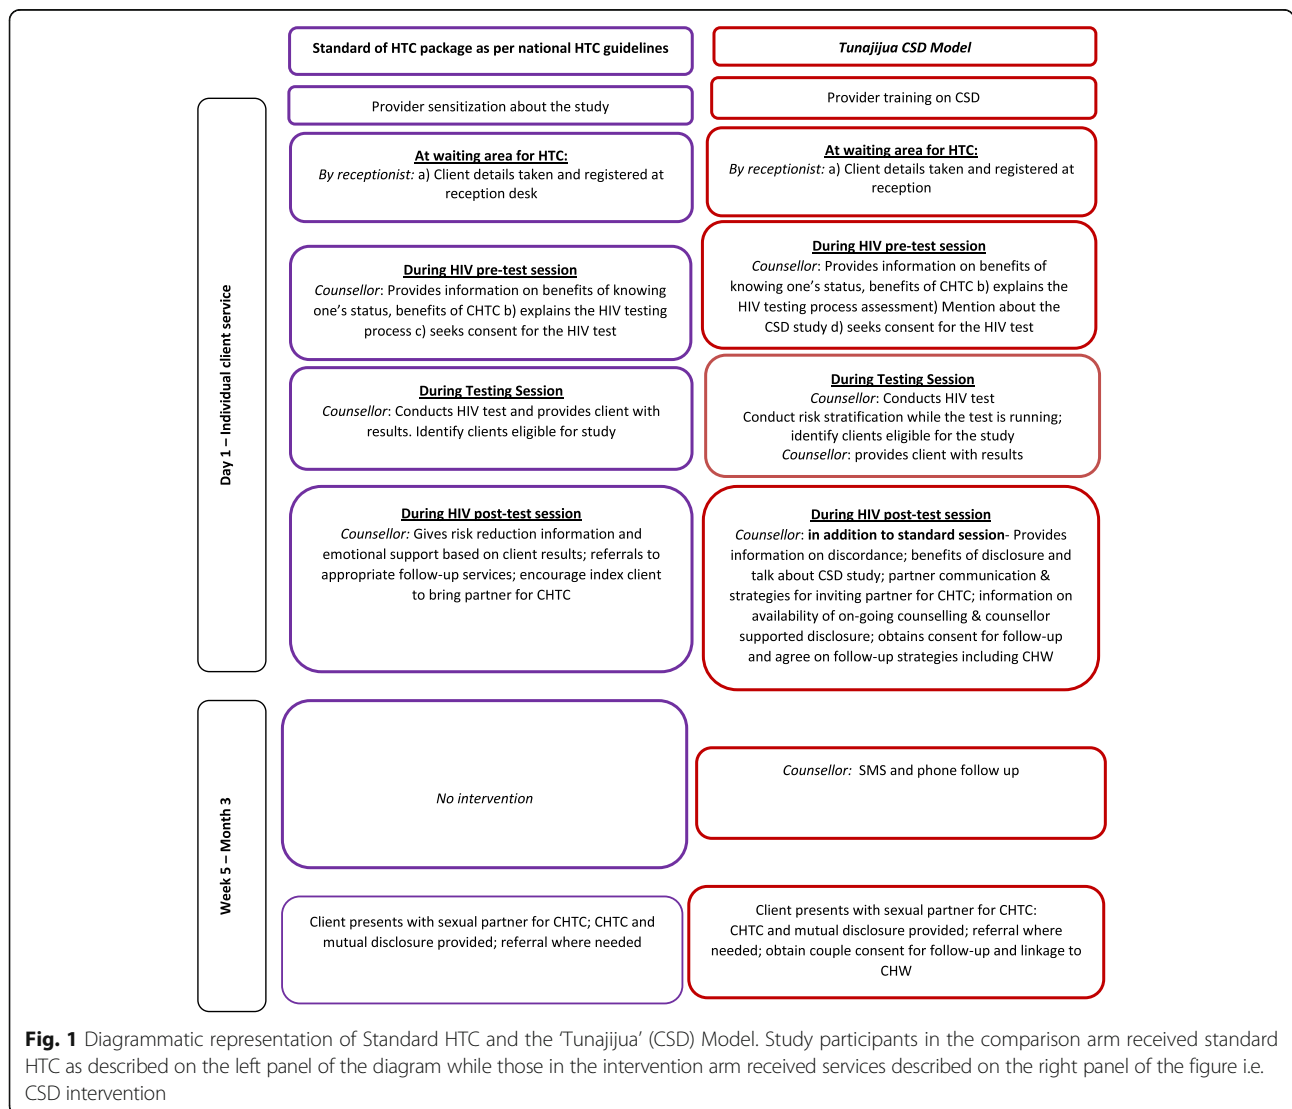 Standard of HTC package as per national HTC guidelines
Tunajijua CSD Model
Day 1 – Individual client service
Provider sensitization about the study
Provider training on CSD
At waiting area for HTC:
By receptionist: a) Client details taken and registered at
reception desk
At waiting area for HTC:
By receptionist: a) Client details taken and registered at
reception
During HIV pre-test session
Counsellor: Provides information on benefits of knowing
one’s status, benefits of CHTC b) explains the HIV testing
process c) seeks consent for the HIV test
During HIV pre-test session
Counsellor: Provides information on benefits of
knowing one’s status, benefits of CHTC b) explains the
HIV testing process assessment) Mention about the
CSD study d) seeks consent for the HIV test
During Testing Session
Counsellor: Conducts HIV test and provides client with
results. Identify clients eligible for study
During Testing Session
Counsellor: Conducts HIV test
Conduct risk stratification while the test is running;
identify clients eligible for the study
Counsellor: provides client with results
During HIV post-test session
Counsellor: Gives risk reduction information and
emotional support based on client results; referrals to
appropriate follow-up services; encourage index client
to bring partner for CHTC
During HIV post-test session
Counsellor: in addition to standard session- Provides
information on discordance; benefits of disclosure and
talk about CSD study; partner communication &
strategies for inviting partner for CHTC; information on
availability of on-going counselling & counsellor
supported disclosure; obtains consent for follow-up
and agree on follow-up strategies including CHW
Week 5 – Month 3
No intervention
Counsellor: SMS and phone follow up
Client presents with sexual partner for CHTC; CHTC and
mutual disclosure provided; referral where needed
Client presents with sexual partner for CHTC:
CHTC and mutual disclosure provided; referral where
needed; obtain couple consent for follow-up and linkage to
CHW
Fig. 1 Diagrammatic representation of Standard HTC and the ‘Tunajijua’ (CSD) Model. Study participants in the comparison arm received standard
HTC as described on the left panel of the diagram while those in the intervention arm received services described on the right panel of the figure i.e.
CSD intervention